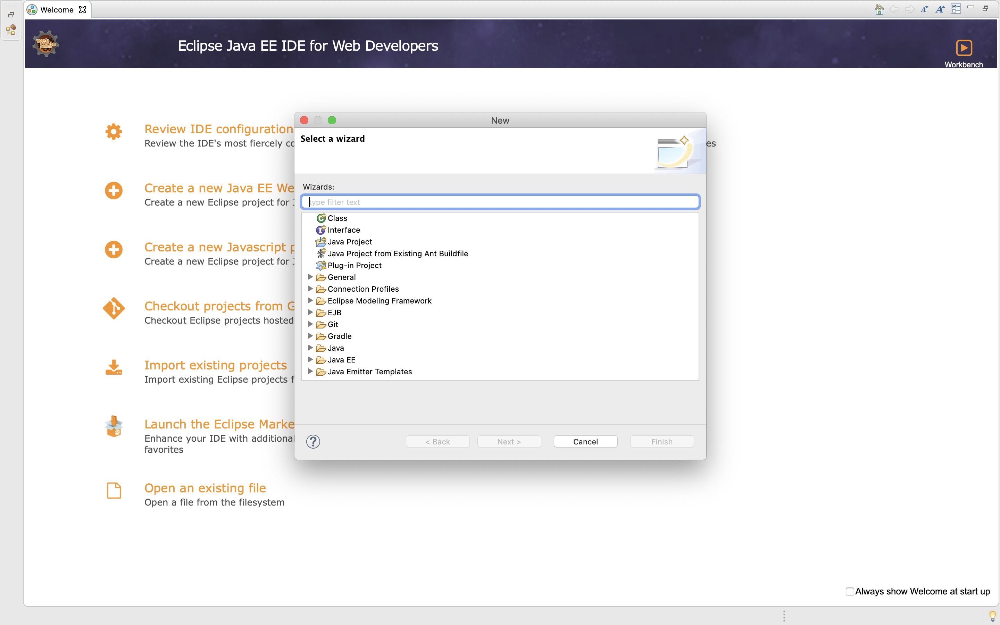 Welcome
web
tools
Eclipse Java EE IDE for Web Developers
Workbench
New
Select a wizard
Wizards:
type filter text
Class
Interface
Java Project
Java Project from Existing Ant Buildfile
Plug-in Project
General
Connection Profiles
Eclipse Modeling Framework
EJB
Git
Gradle
Java
Java EE
Java Emitter Templates
?
< Back
Next >
Cancel
Finish
Review IDE configuration
Review the IDE's most fiercely co
es
Create a new Java EE We
Create a new Eclipse project for
Create a new Javascript p
Create a new Eclipse project for
Checkout projects from G
Checkout Eclipse projects hosted
Import existing projects
Import existing Eclipse projects f
Launch the Eclipse Marke
Enhance your IDE with additional
favorites
Open an existing file
Open a file from the filesystem
Always show Welcome at start up